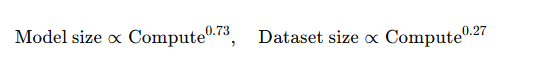 Model size ∝ Compute^0.73,  Dataset size ∝ Compute^0.27